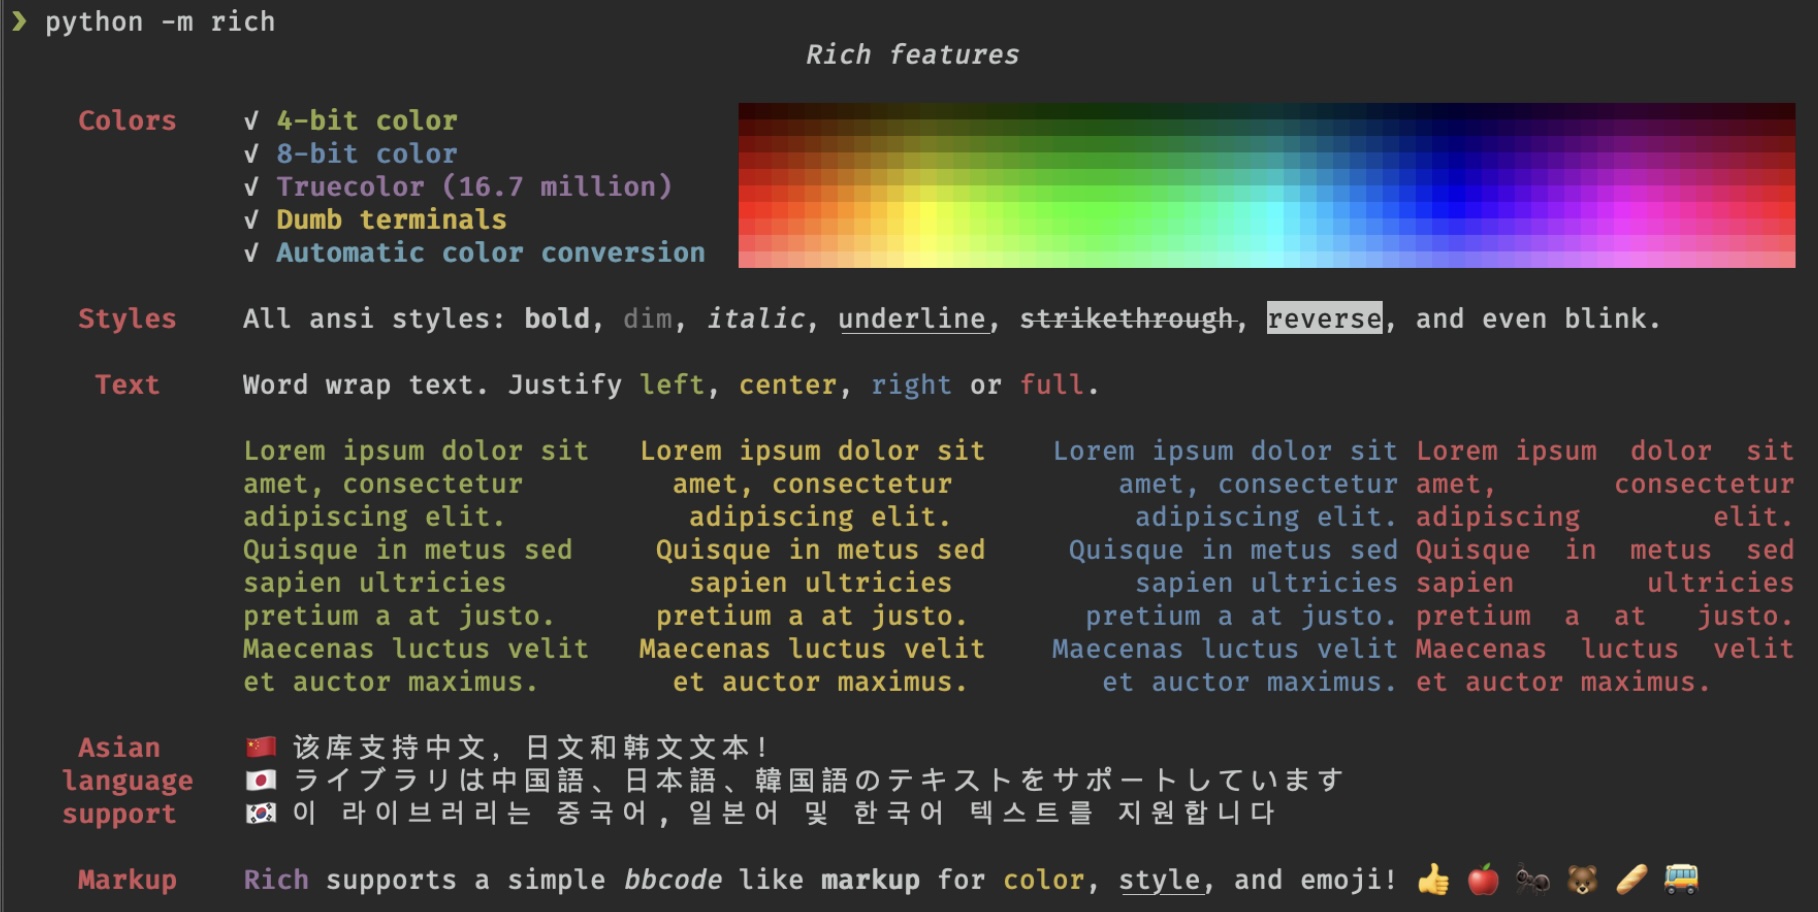 ❯ python -m rich
Rich features
Colors √ 4-bit color
√ 8-bit color
√ Truecolor (16.7 million)
√ Dumb terminals
√ Automatic color conversion
Styles All ansi styles: bold, dim, italic, underline, strikethrough, reverse, and even blink.
Text Word wrap text. Justify left, center, right or full.
Lorem ipsum dolor sit
amet, consectetur
adipiscing elit.
Quisque in metus sed
sapien ultricies
pretium a at justo.
Maecenas luctus velit
et auctor maximus.
Lorem ipsum dolor sit
amet, consectetur
adipiscing elit.
Quisque in metus sed
sapien ultricies
pretium a at justo.
Maecenas luctus velit
et auctor maximus.
Lorem ipsum dolor sit
amet, consectetur
adipiscing elit.
Quisque in metus sed
sapien ultricies
pretium a at justo.
Maecenas luctus velit
et auctor maximus.
Lorem ipsum dolor sit
amet, consectetur
adipiscing elit.
Quisque in metus sed
sapien ultricies
pretium a at justo.
Maecenas luctus velit
et auctor maximus.
Asian 🇨🇳 该库支持中文, 日文和韩文文本!
language 🇯🇵 ライブラリは中国語、日本語、韓国語のテキストをサポートしています
support 🇰🇷 이 라이브러리는 중국어, 일본어 및 한국어 텍스트를 지원합니다
Markup Rich supports a simple bbcode like markup for color, style, and emoji! 👍 🍎 🐜 🐻 🥖 🚌